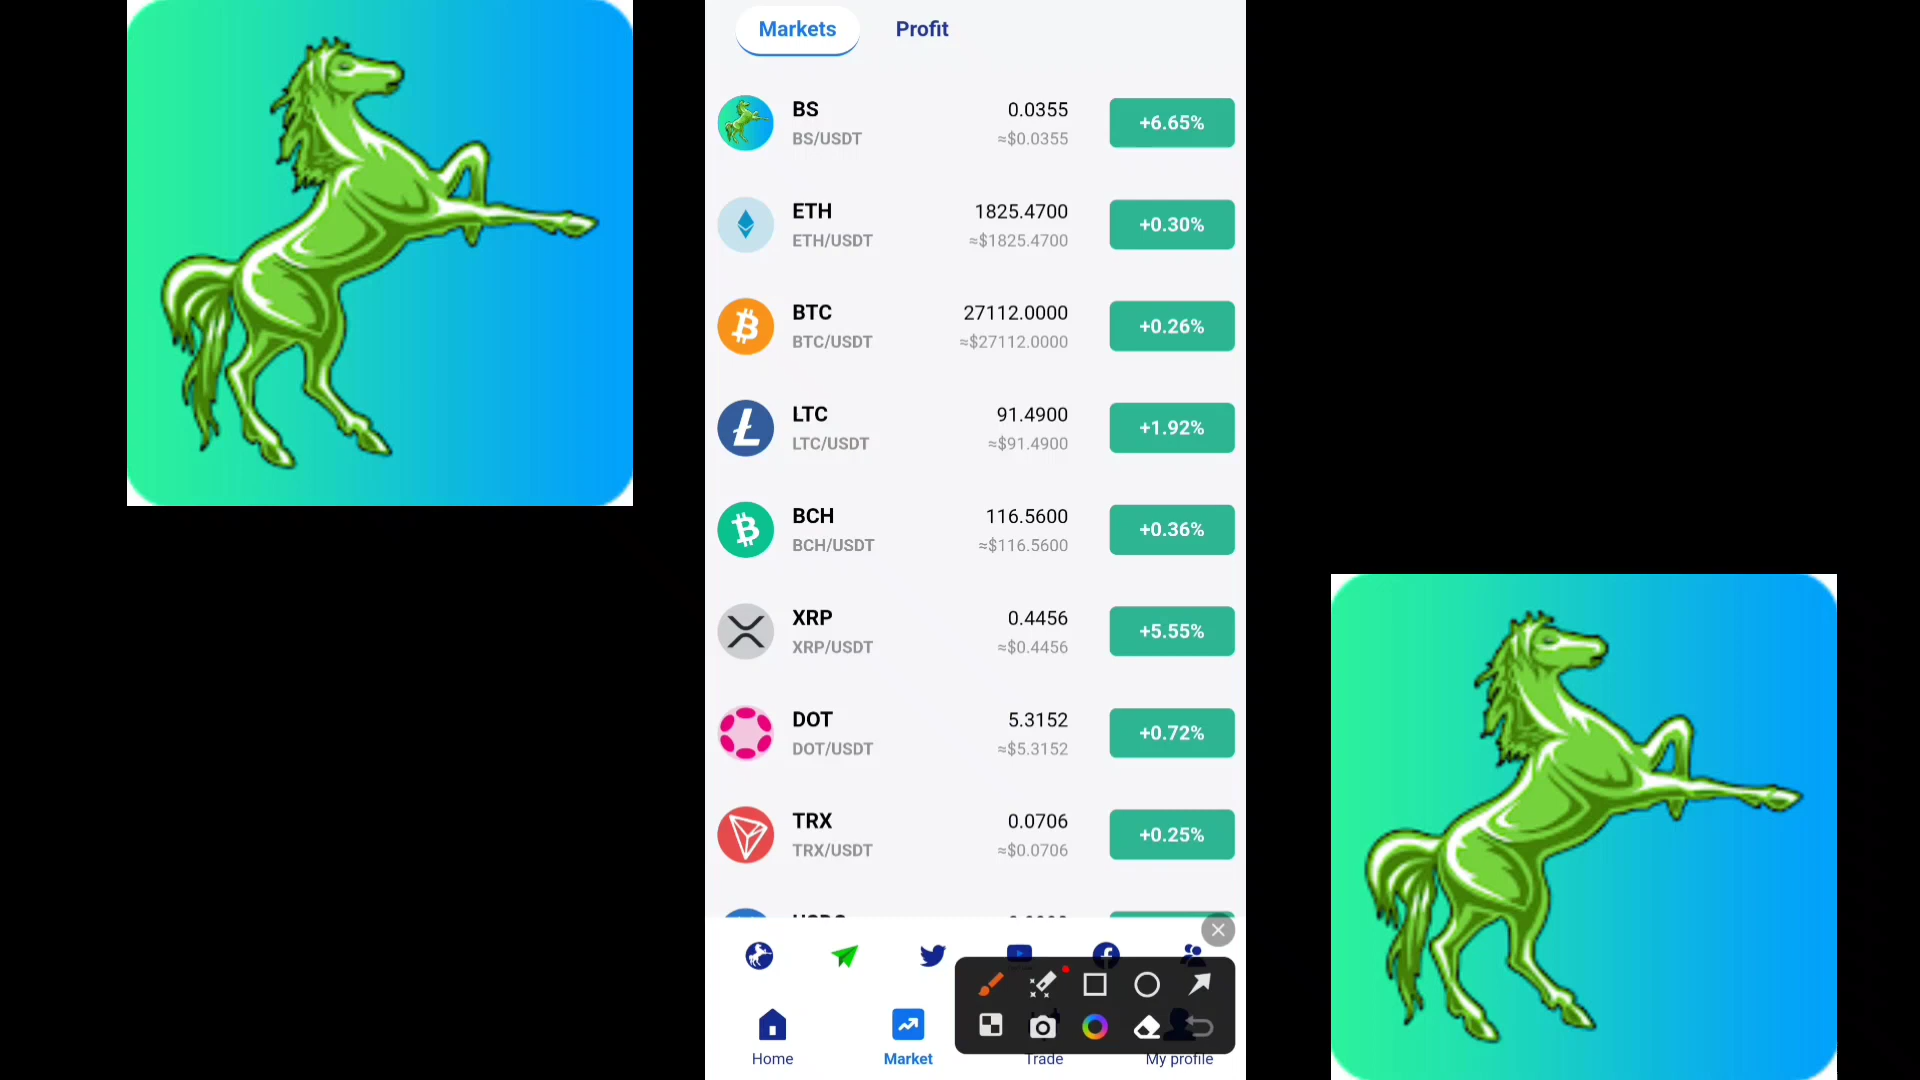 Markets Profit
BS 0.0355 +6.65%
BS/USDT ≈$0.0355
ETH 1825.4700 +0.30%
ETH/USDT ≈$1825.4700
BTC 27112.0000 +0.26%
BTC/USDT ≈$27112.0000
LTC 91.4900 +1.92%
LTC/USDT ≈$91.4900
BCH 116.5600 +0.36%
BCH/USDT ≈$116.5600
XRP 0.4456 +5.55%
XRP/USDT ≈$0.4456
DOT 5.3152 +0.72%
DOT/USDT ≈$5.3152
TRX 0.0706 +0.25%
TRX/USDT ≈$0.0706
Home Market Trade My profile